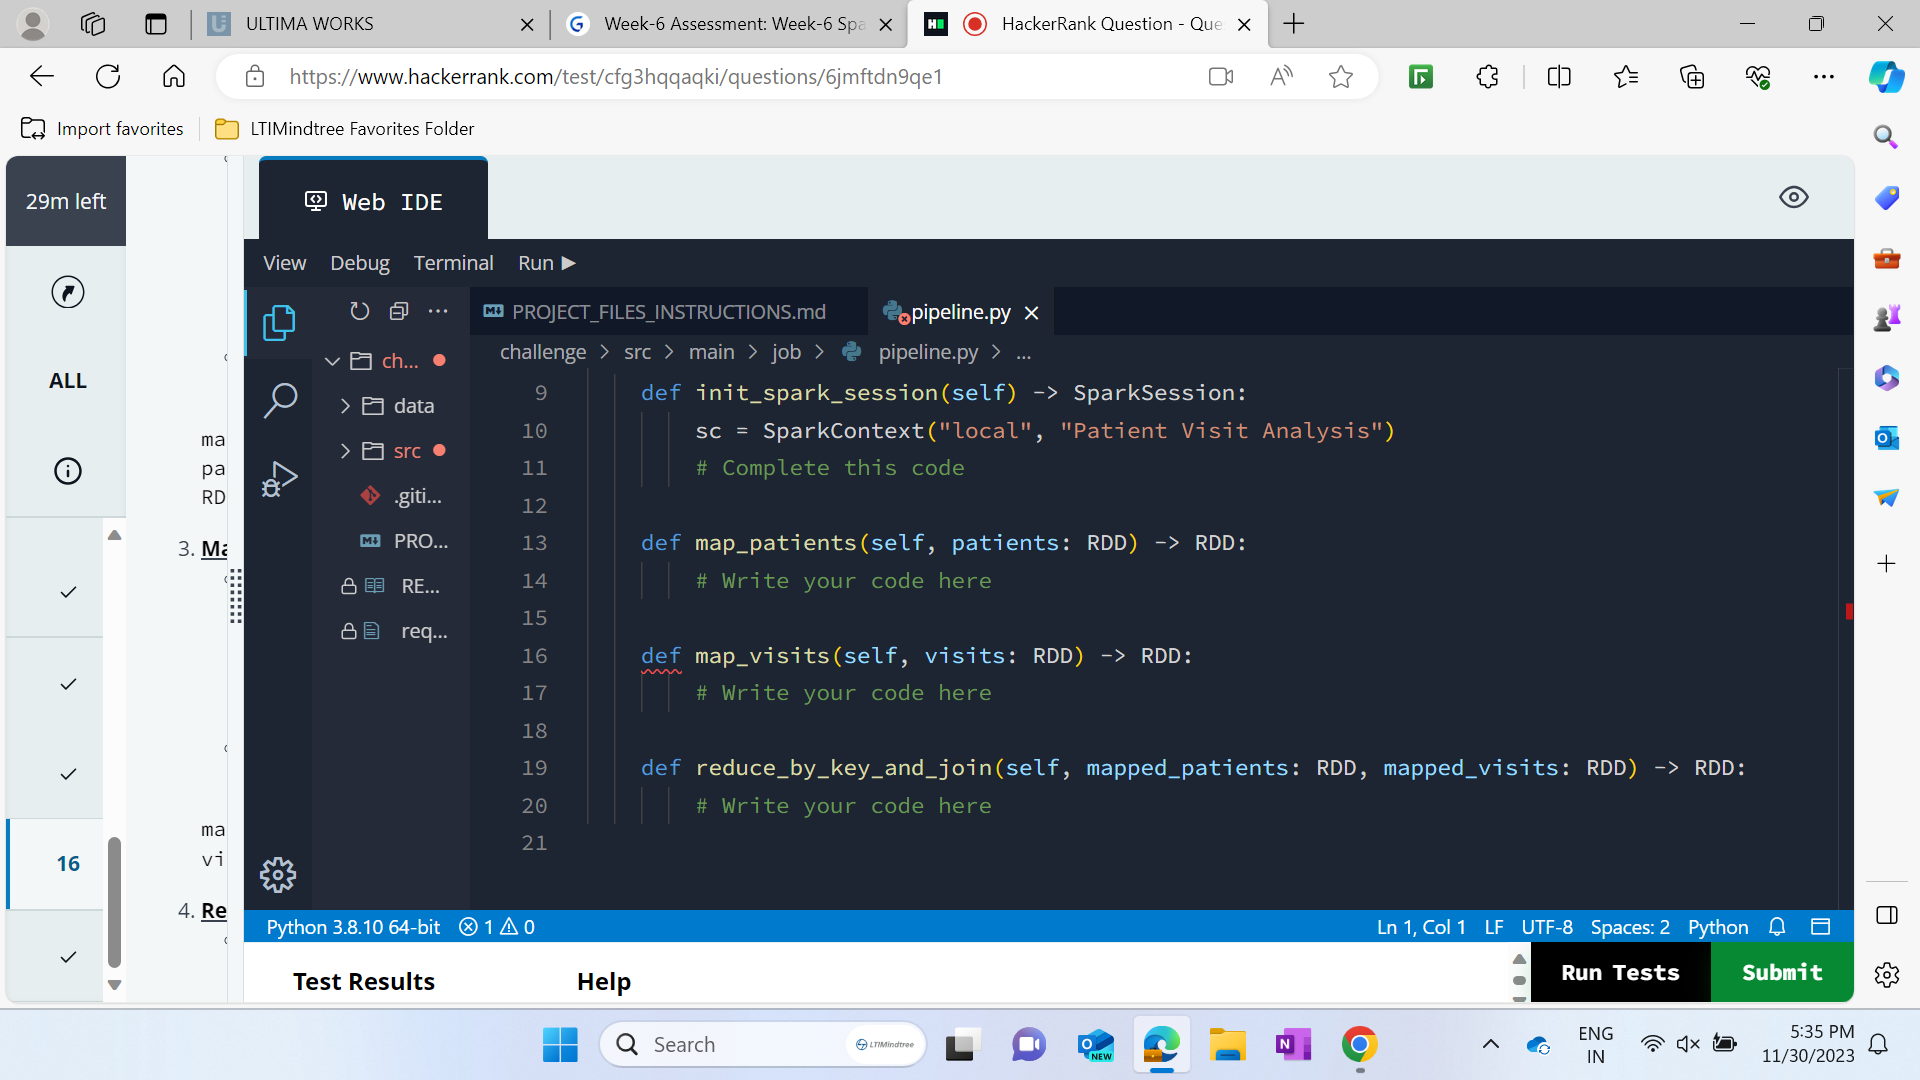 ULTIMA WORKS
Week-6 Assessment: Week-6 Spa
HackerRank Question - Que
https://www.hackerrank.com/test/cfg3hqqaqki/questions/6jmftdn9qe1
Import favorites
LTIMindtree Favorites Folder
29m left
Web IDE
View Debug Terminal Run
PROJECT_FILES_INSTRUCTIONS.md
pipeline.py
challenge > src > main > job > pipeline.py > ...
ch...
data
src
.giti...
PRO...
RE...
req...
ALL
ma
pa
RD
3. Ma
ma
vi
4. Re
16
9 def init_spark_session(self) -> SparkSession:
10 sc = SparkContext("local", "Patient Visit Analysis")
11 # Complete this code
12
13 def map_patients(self, patients: RDD) -> RDD:
14 # Write your code here
15
16 def map_visits(self, visits: RDD) -> RDD:
17 # Write your code here
18
19 def reduce_by_key_and_join(self, mapped_patients: RDD, mapped_visits: RDD) -> RDD:
20 # Write your code here
21
Python 3.8.10 64-bit 1 0
Ln 1, Col 1 LF UTF-8 Spaces: 2 Python
Test Results Help
Run Tests Submit
Search
LTIMindtree
NEW
ENG
IN
5:35 PM
11/30/2023